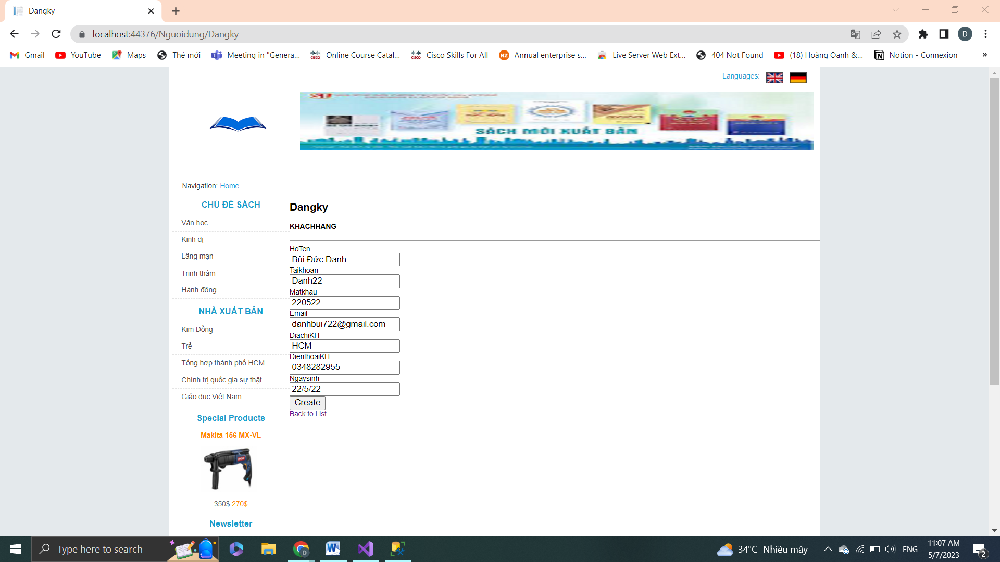 Dangky
localhost:44376/Nguoidung/Dangky
Gmail
YouTube
Maps
Thẻ mới
Meeting in "Genera...
Online Course Catal...
Cisco Skills For All
Annual enterprise s...
Live Server Web Ext...
404 Not Found
(18) Hoàng Oanh &...
Notion - Connexion
»
Languages:
SÁCH MỚI XUẤT BẢN
Navigation: Home
CHỦ ĐỀ SÁCH
Văn học
Kinh dị
Lãng mạn
Trinh thám
Hành động
NHÀ XUẤT BẢN
Kim Đồng
Trẻ
Tổng hợp thành phố HCM
Chính trị quốc gia sự thật
Giáo dục Việt Nam
Special Products
Makita 156 MX-VL
350$ 270$
Newsletter
Dangky
KHACHHANG
HoTen
Bùi Đức Danh
Taikhoan
Danh22
Matkhau
220522
Email
danhbui722@gmail.com
DiachiKH
HCM
DienthoaiKH
0348282955
Ngaysinh
22/5/22
Create
Back to List
Type here to search
34°C Nhiều mây
ENG
11:07 AM
5/7/2023
2